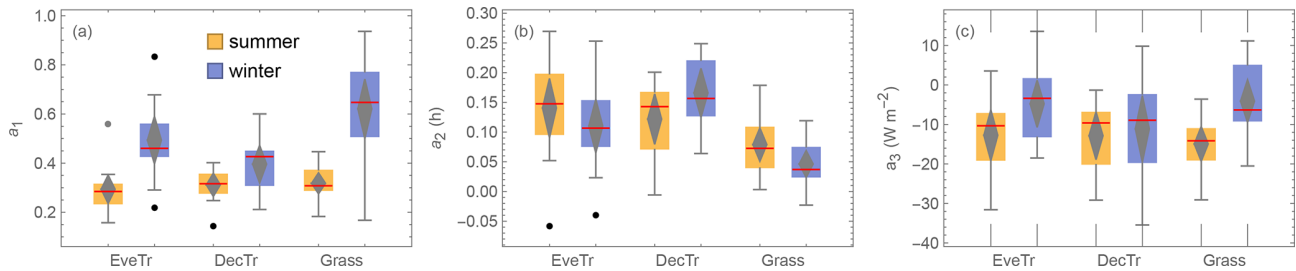 (a)
summer
winter
a1
1.0
0.8
0.6
0.4
0.2
EveTr DecTr Grass
(b)
a2 (h)
0.30
0.25
0.20
0.15
0.10
0.05
0.00
−0.05
EveTr DecTr Grass
(c)
a3 (W m−2)
10
0
−10
−20
−30
−40
EveTr DecTr Grass